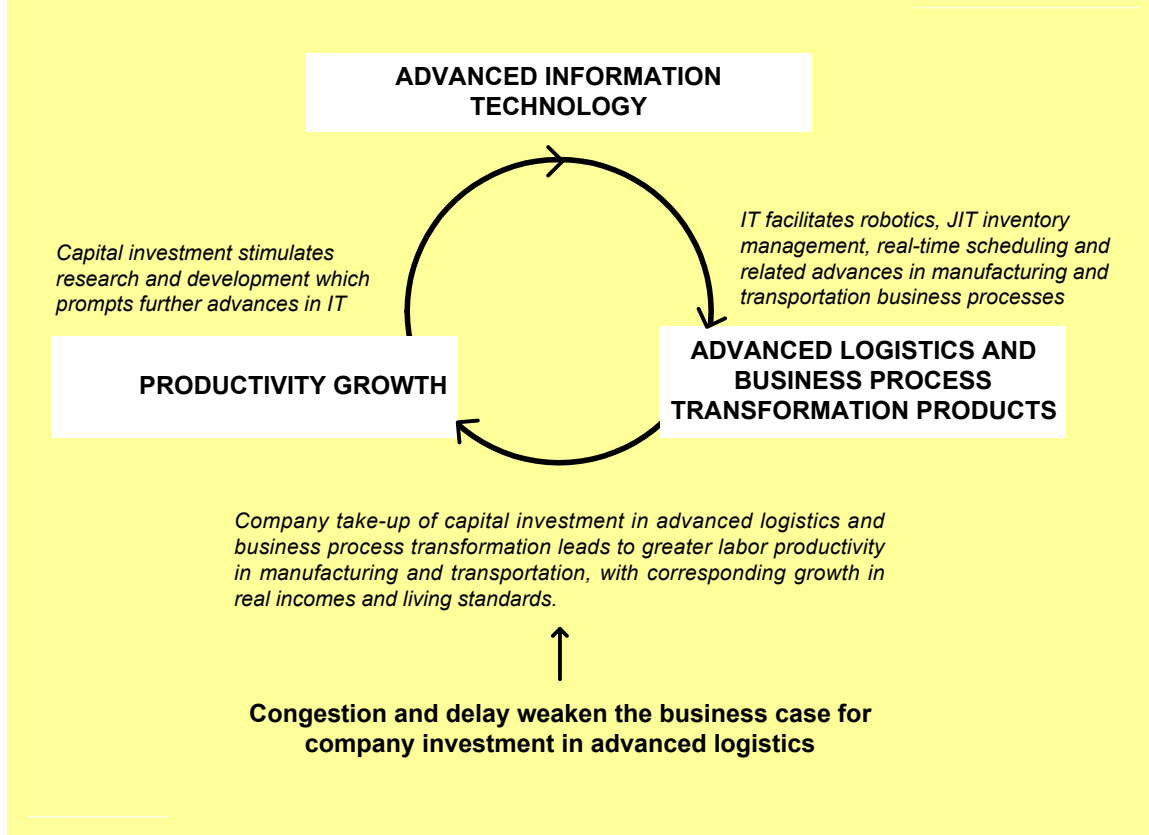 ADVANCED INFORMATION
TECHNOLOGY
IT facilitates robotics, JIT inventory
management, real-time scheduling and
related advances in manufacturing and
transportation business processes
Capital investment stimulates
research and development which
prompts further advances in IT
ADVANCED LOGISTICS AND
BUSINESS PROCESS
TRANSFORMATION PRODUCTS
PRODUCTIVITY GROWTH
Company take-up of capital investment in advanced logistics and
business process transformation leads to greater labor productivity
in manufacturing and transportation, with corresponding growth in
real incomes and living standards.
Congestion and delay weaken the business case for
company investment in advanced logistics